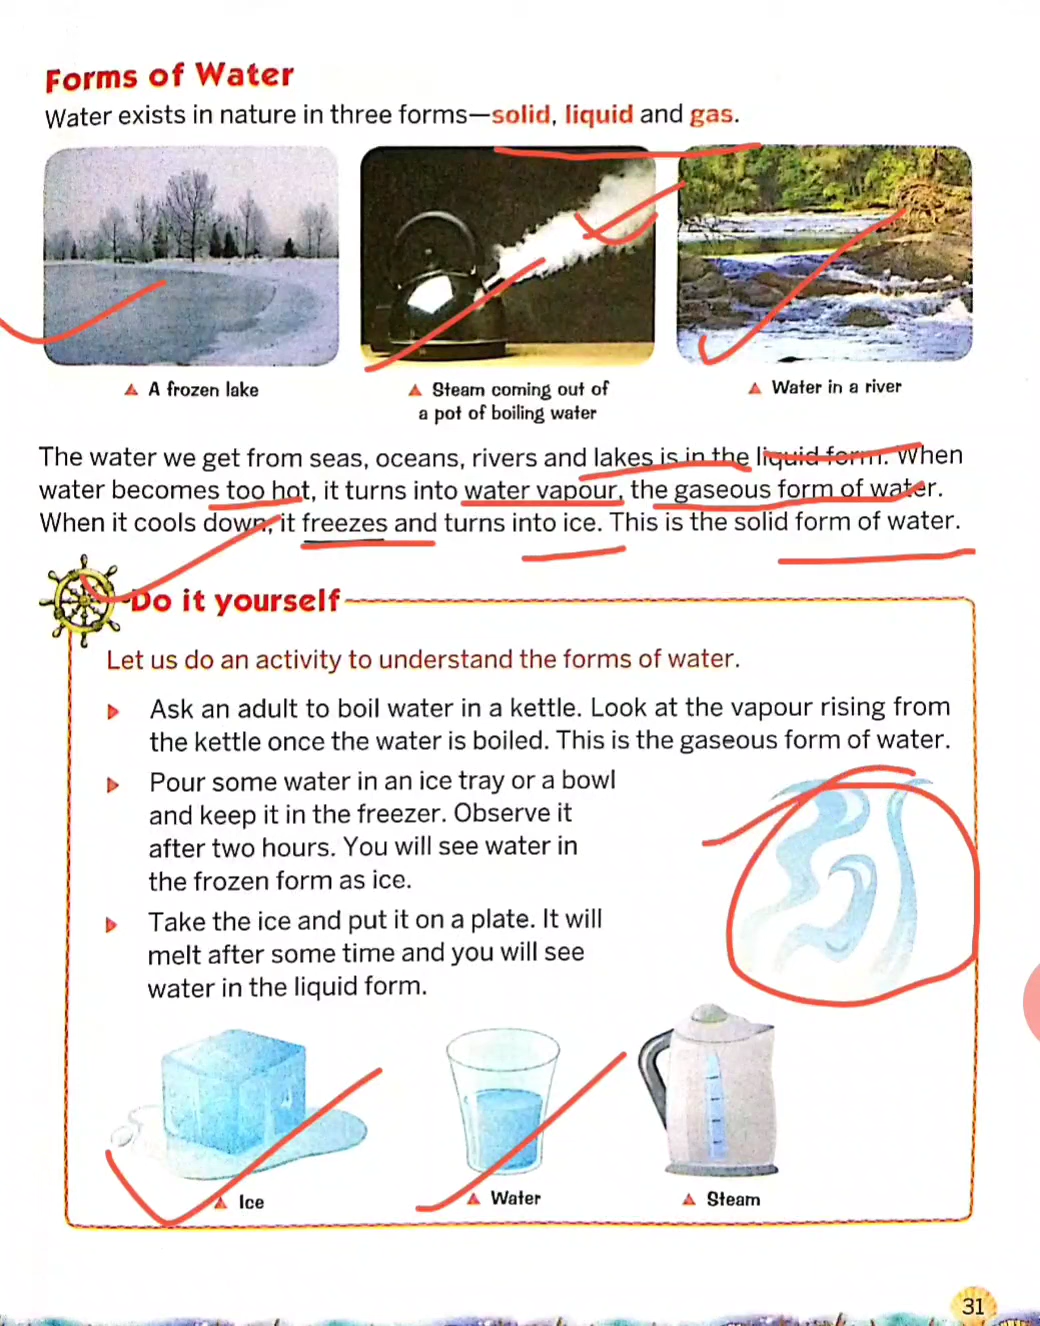 Forms of Water
Water exists in nature in three forms—solid, liquid and gas.
A frozen lake
Steam coming out of
a pot of boiling water
Water in a river
The water we get from seas, oceans, rivers and lakes is in the liquid form. When
water becomes too hot, it turns into water vapour, the gaseous form of water.
When it cools down, it freezes and turns into ice. This is the solid form of water.
Do it yourself
Let us do an activity to understand the forms of water.
Ask an adult to boil water in a kettle. Look at the vapour rising from
the kettle once the water is boiled. This is the gaseous form of water.
Pour some water in an ice tray or a bowl
and keep it in the freezer. Observe it
after two hours. You will see water in
the frozen form as ice.
Take the ice and put it on a plate. It will
melt after some time and you will see
water in the liquid form.
Ice
Water
Steam
31